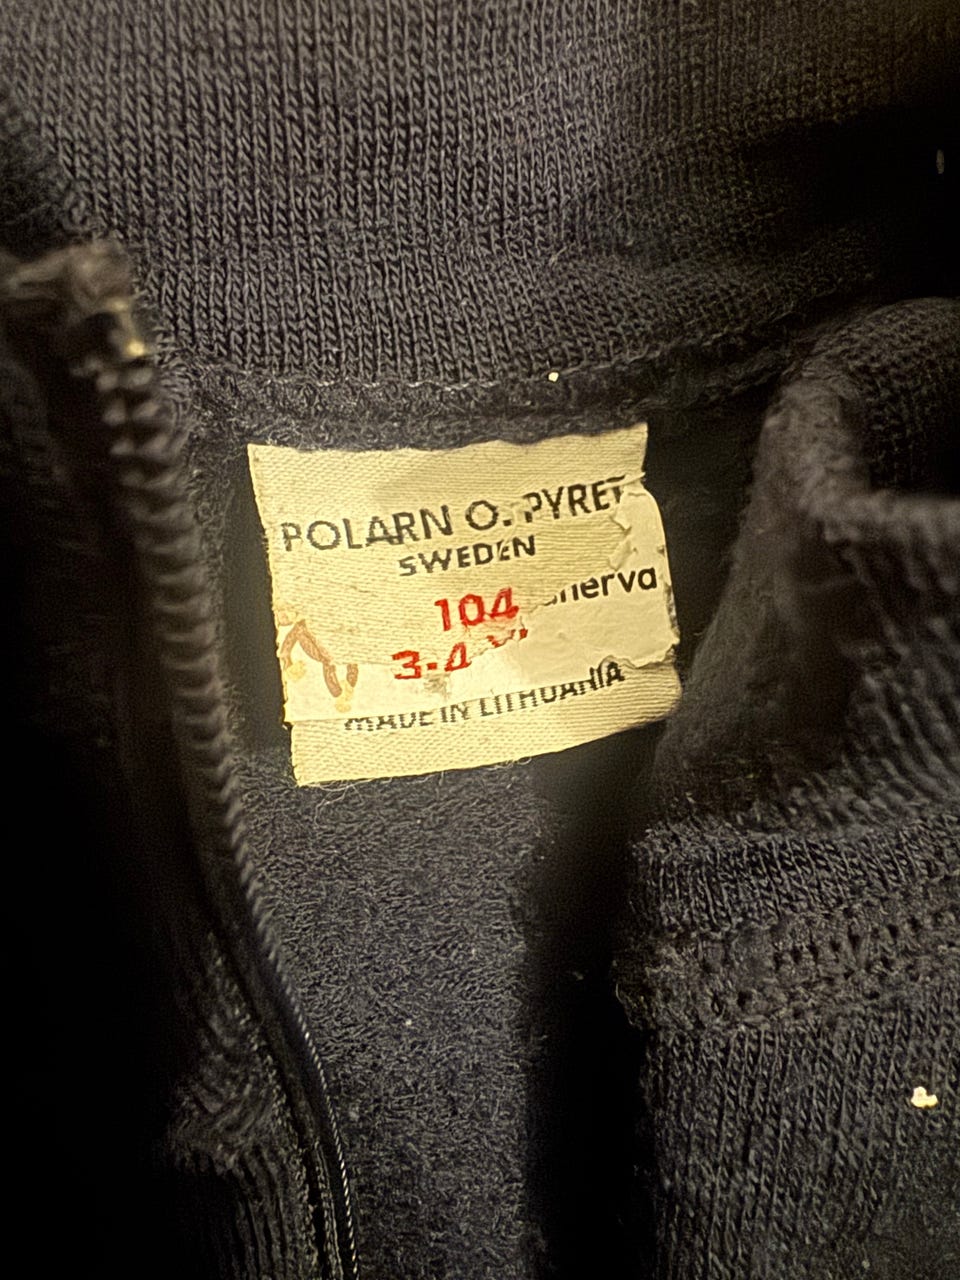 POLARN O. PYRET
SWEDEN
104
3-4
MADE IN LITHUANIA